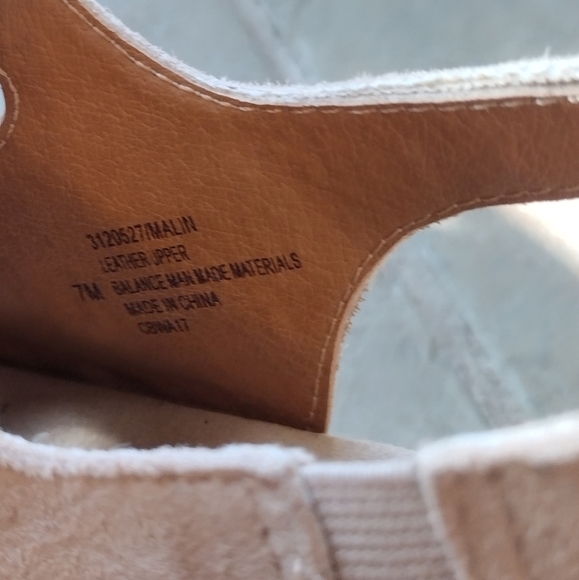 3120527/MALIN
LEATHER UPPER
7M BALANCE MAN MADE MATERIALS
MADE IN CHINA
CBWA17